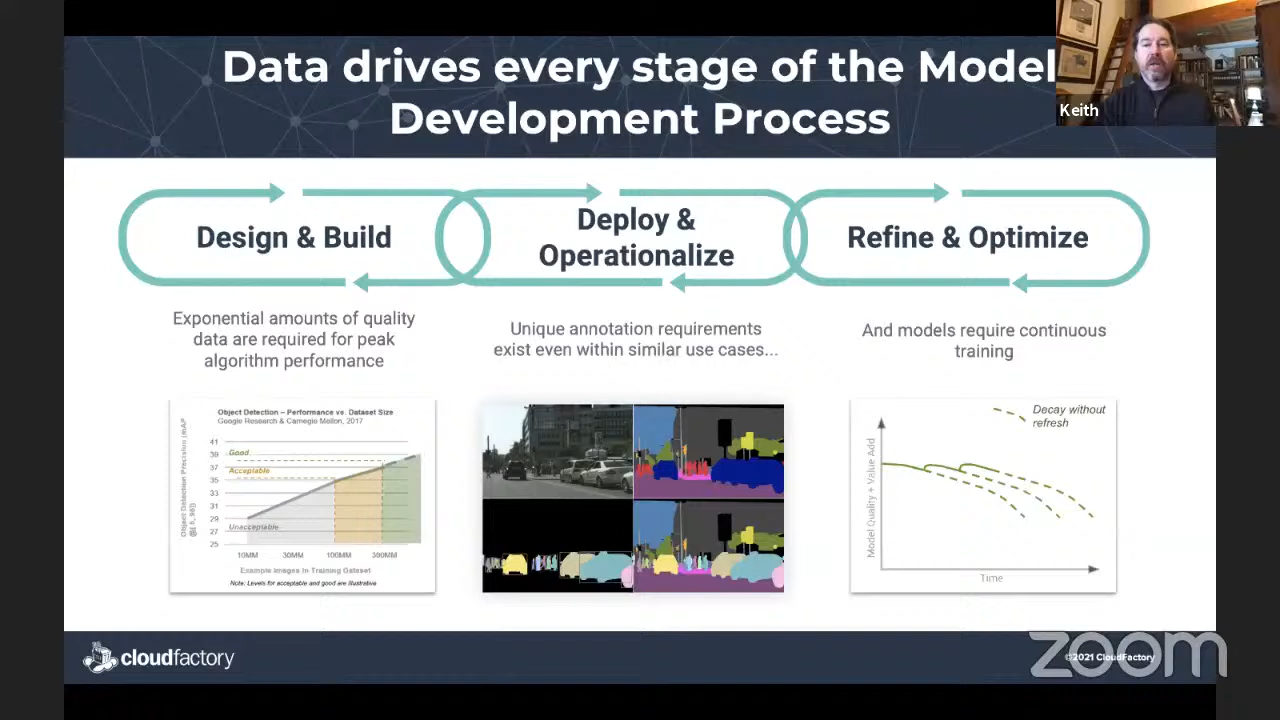 Data drives every stage of the Model
Development Process
Keith
Design & Build
Deploy &
Operationalize
Refine & Optimize
Exponential amounts of quality
data are required for peak
algorithm performance
Unique annotation requirements
exist even within similar use cases...
And models require continuous
training
Object Detection – Performance vs. Dataset Size
Google Research & Carnegie Mellon, 2017
Object Detection Precision (mAP
41
39
37
35
33
31
29
27
25
Good
Acceptable
Unacceptable
10MM
30MM
100MM
300MM
Example Images in Training Dataset
Note: Levels for acceptable and good are illustrative
Decay without
refresh
Model Quality + Value Add
Time
cloudfactory
©2021 CloudFactory
zoom